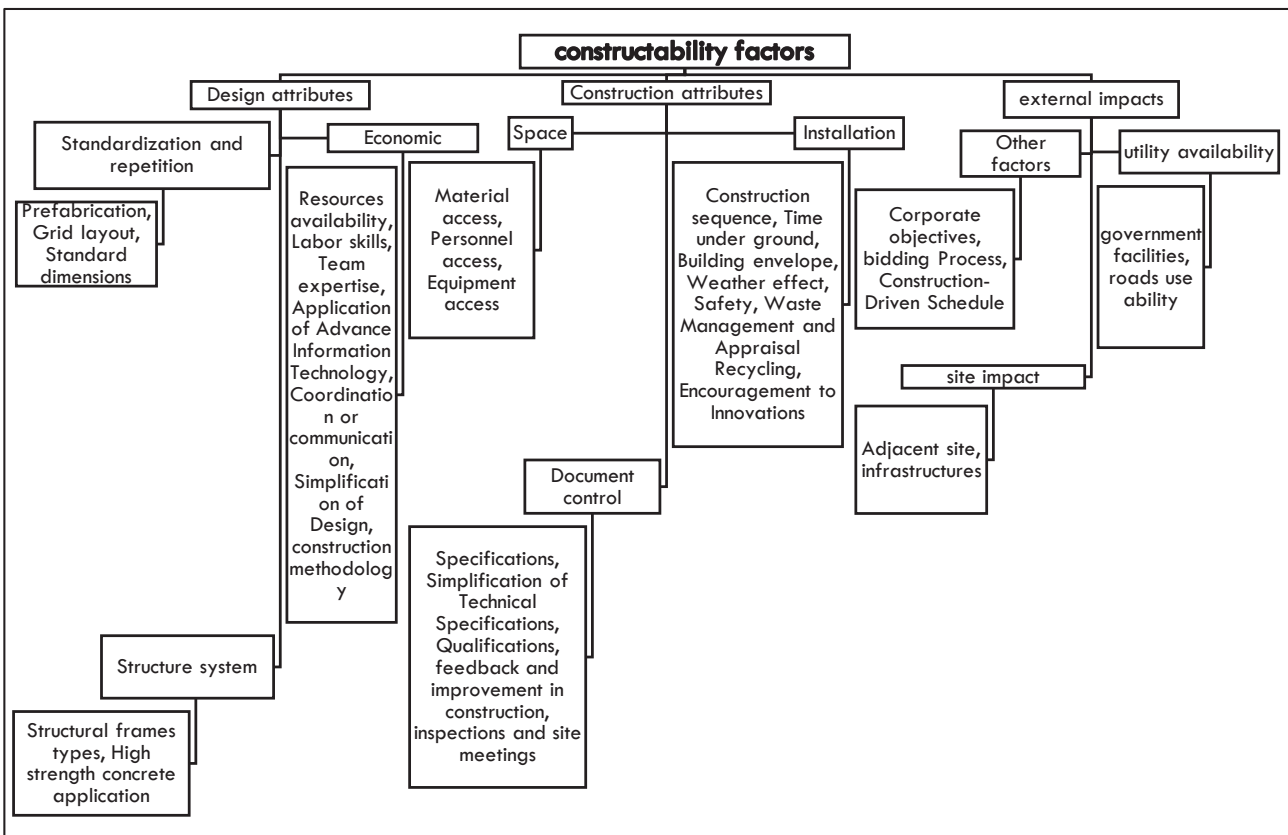 constructability factors
Design attributes
Construction attributes
external impacts
Standardization and
repetition
Economic
Space
Installation
Other
factors
utility availability
Prefabrication,
Grid layout,
Standard
dimensions
Resources
availability,
Labor skills,
Team
expertise,
Application
of Advance
Information
Technology,
Coordinatio
n or
communicati
on,
Simplificati
on of
Design,
construction
methodolog
y
Material
access,
Personnel
access,
Equipment
access
Construction
sequence, Time
under ground,
Building envelope,
Weather effect,
Safety, Waste
Management and
Appraisal
Recycling,
Encouragement to
Innovations
Corporate
objectives,
bidding Process,
Construction-
Driven Schedule
government
facilities,
roads use
ability
site impact
Adjacent site,
infrastructures
Document
control
Specifications,
Simplification of
Technical
Specifications,
Qualifications,
feedback and
improvement in
construction,
inspections and site
meetings
Structure system
Structural frames
types, High
strength concrete
application